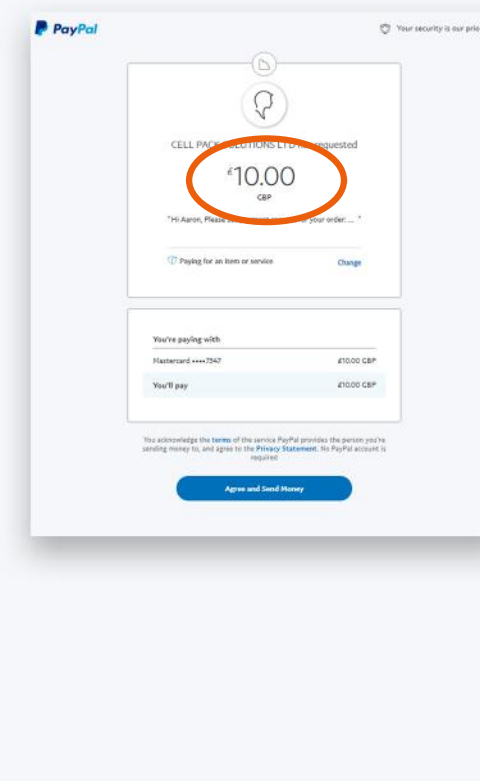 PayPal
Your security is our prio
CELL PACK SOLUTIONS LTD requested
£10.00
GBP
"Hi Aaron, Please your order: ... "
Paying for an item or service Change
You're paying with
Mastercard •••• 7347 £10.00 GBP
You'll pay £10.00 GBP
You acknowledge the terms of the service PayPal provides the person you're
sending money to, and agree to the Privacy Statement. No PayPal account is
required
Agree and Send Money